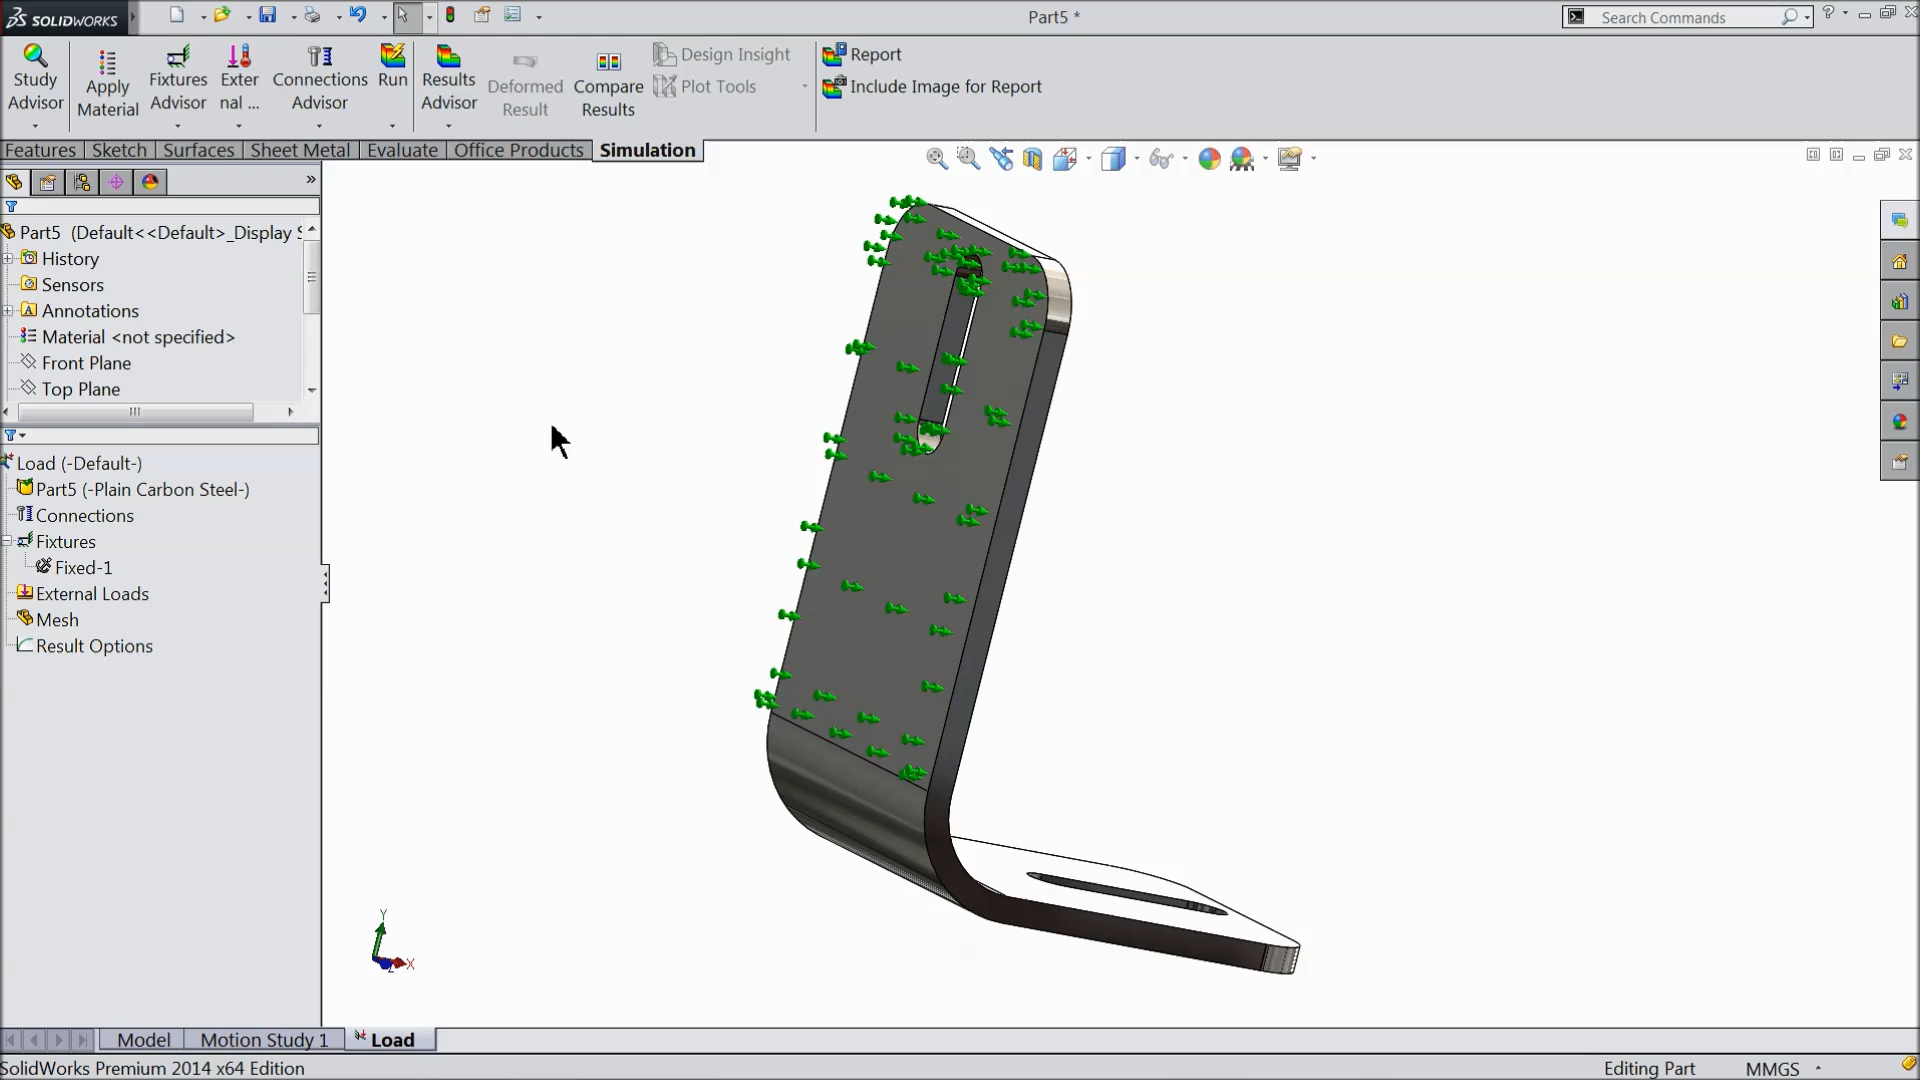 SOLIDWORKS
Part5 *
Search Commands
Study Advisor
Apply Material
Fixtures Advisor
Exter nal ...
Connections Advisor
Run
Results Advisor
Deformed Result
Compare Results
Design Insight
Plot Tools
Report
Include Image for Report
Features
Sketch
Surfaces
Sheet Metal
Evaluate
Office Products
Simulation
Part5 (Default<<Default>_Display S
History
Sensors
Annotations
Material <not specified>
Front Plane
Top Plane
Load (-Default-)
Part5 (-Plain Carbon Steel-)
Connections
Fixtures
Fixed-1
External Loads
Mesh
Result Options
Y
X
Z
Model
Motion Study 1
Load
SolidWorks Premium 2014 x64 Edition
Editing Part
MMGS